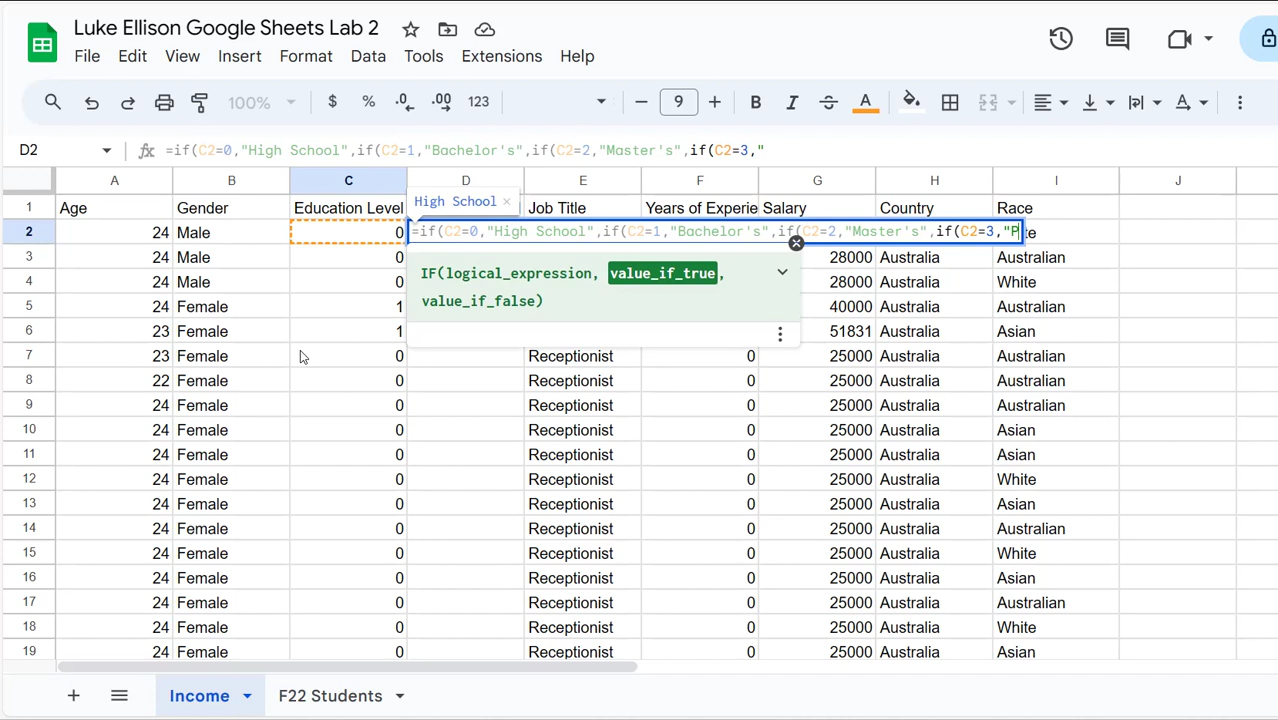 Luke Ellison Google Sheets Lab 2
File Edit View Insert Format Data Tools Extensions Help
100% $ % .0 .00 123 − 9 + B I A A
D2 fx =if(C2=0,"High School",if(C2=1,"Bachelor's",if(C2=2,"Master's",if(C2=3,"
A B C D E F G H I J
High School ×
1 Age Gender Education Level Job Title Years of Experie Salary Country Race
2 24 Male 0 =if(C2=0,"High School",if(C2=1,"Bachelor's",if(C2=2,"Master's",if(C2=3,"P te
3 24 Male 0 28000 Australia Australian
IF(logical_expression, value_if_true,
4 24 Male 0 28000 Australia White
value_if_false)
5 24 Female 1 40000 Australia Australian
6 23 Female 1 51831 Australia Asian
7 23 Female 0 Receptionist 0 25000 Australia Australian
8 22 Female 0 Receptionist 0 25000 Australia Australian
9 24 Female 0 Receptionist 0 25000 Australia Australian
10 24 Female 0 Receptionist 0 25000 Australia Asian
11 24 Female 0 Receptionist 0 25000 Australia Asian
12 24 Female 0 Receptionist 0 25000 Australia White
13 24 Female 0 Receptionist 0 25000 Australia Asian
14 24 Female 0 Receptionist 0 25000 Australia Australian
15 24 Female 0 Receptionist 0 25000 Australia White
16 24 Female 0 Receptionist 0 25000 Australia Asian
17 24 Female 0 Receptionist 0 25000 Australia Australian
18 24 Female 0 Receptionist 0 25000 Australia White
19 24 Female 0 Receptionist 0 25000 Australia Asian
+ Income F22 Students